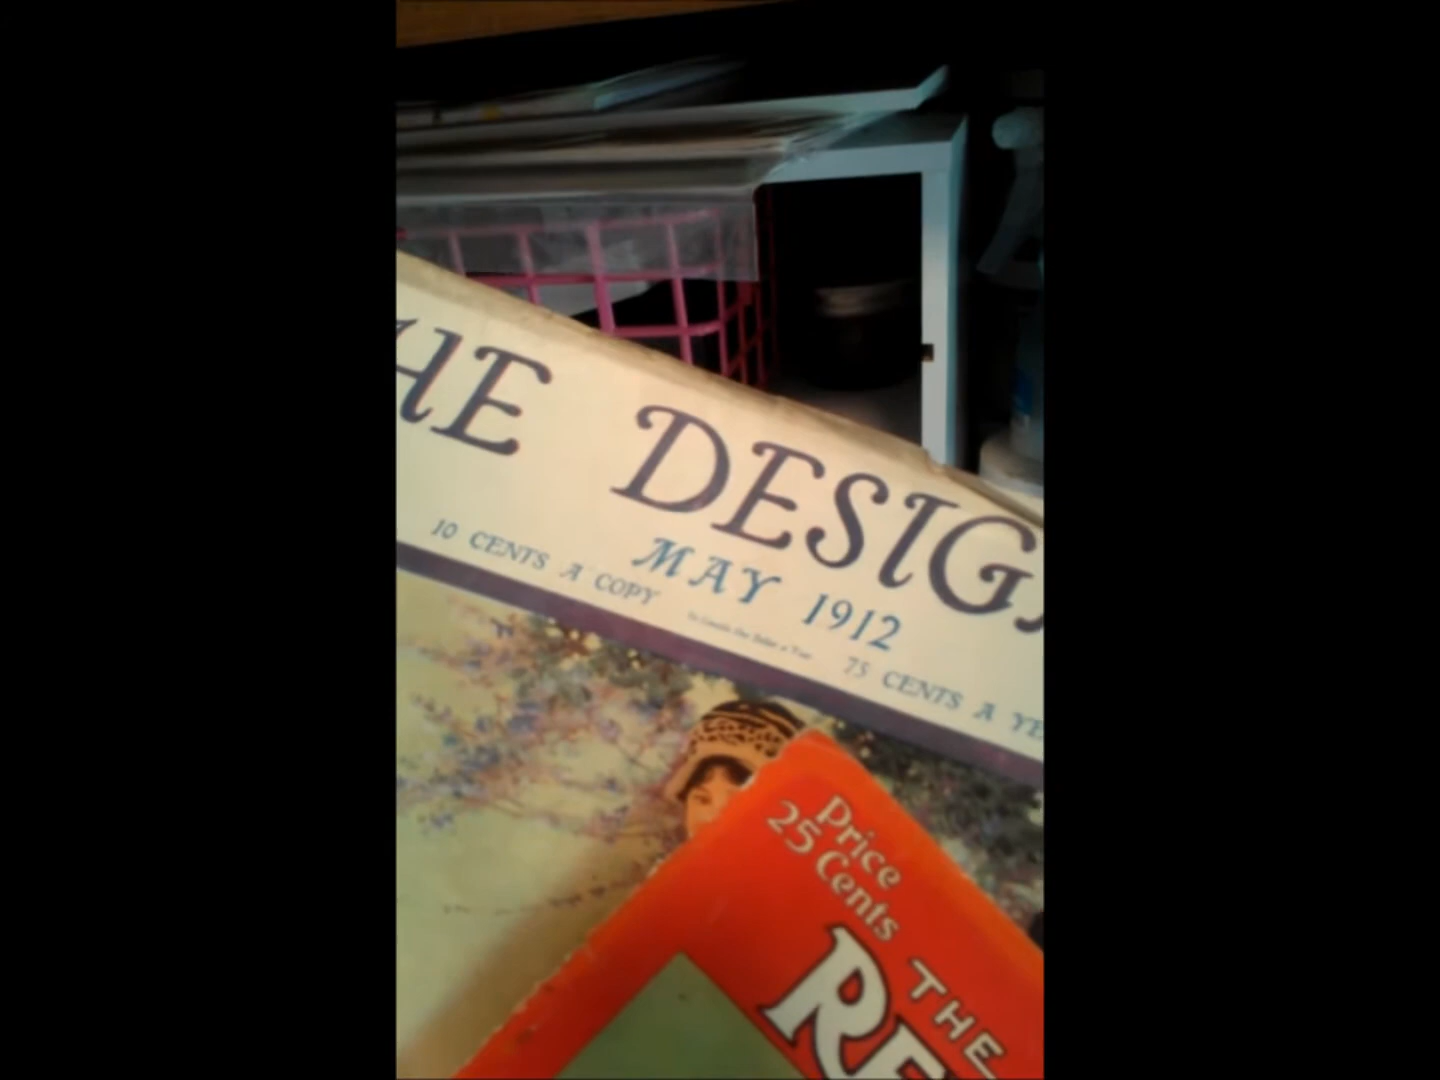 HE DESIG
MAY 1912
10 CENTS A COPY
75 CENTS A YE
Price
25 Cents
THE
RE